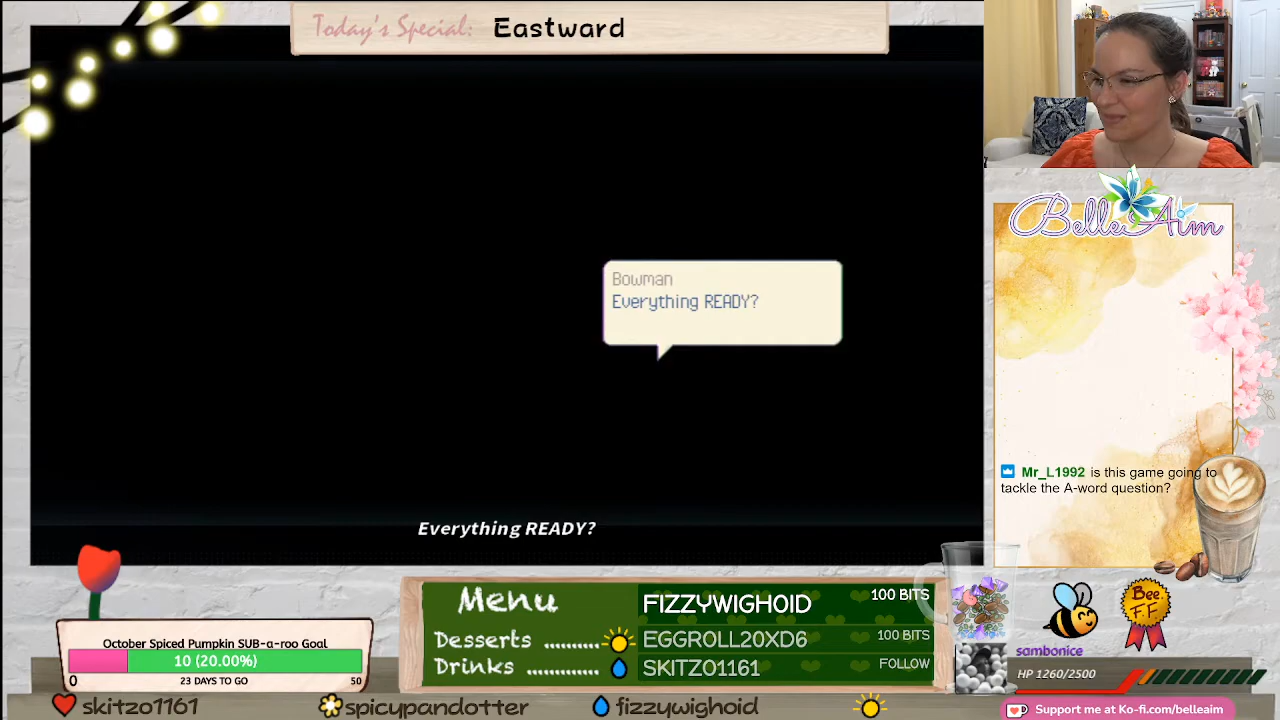 Today's Special: Eastward
Bowman
Everything READY?
Everything READY?
BelleAim
Mr_L1992 is this game going to
tackle the A-word question?
October Spiced Pumpkin SUB-a-roo Goal
10 (20.00%)
0 23 DAYS TO GO 50
Menu
Desserts ..........
Drinks ............
FIZZYWIGHOID 100 BITS
EGGROLL20XD6 100 BITS
SKITZO1161 FOLLOW
Bee
F.F
sambonice
HP 1260/2500
skitzo1161 spicypandotter fizzywighoid
Support me at Ko-fi.com/belleaim